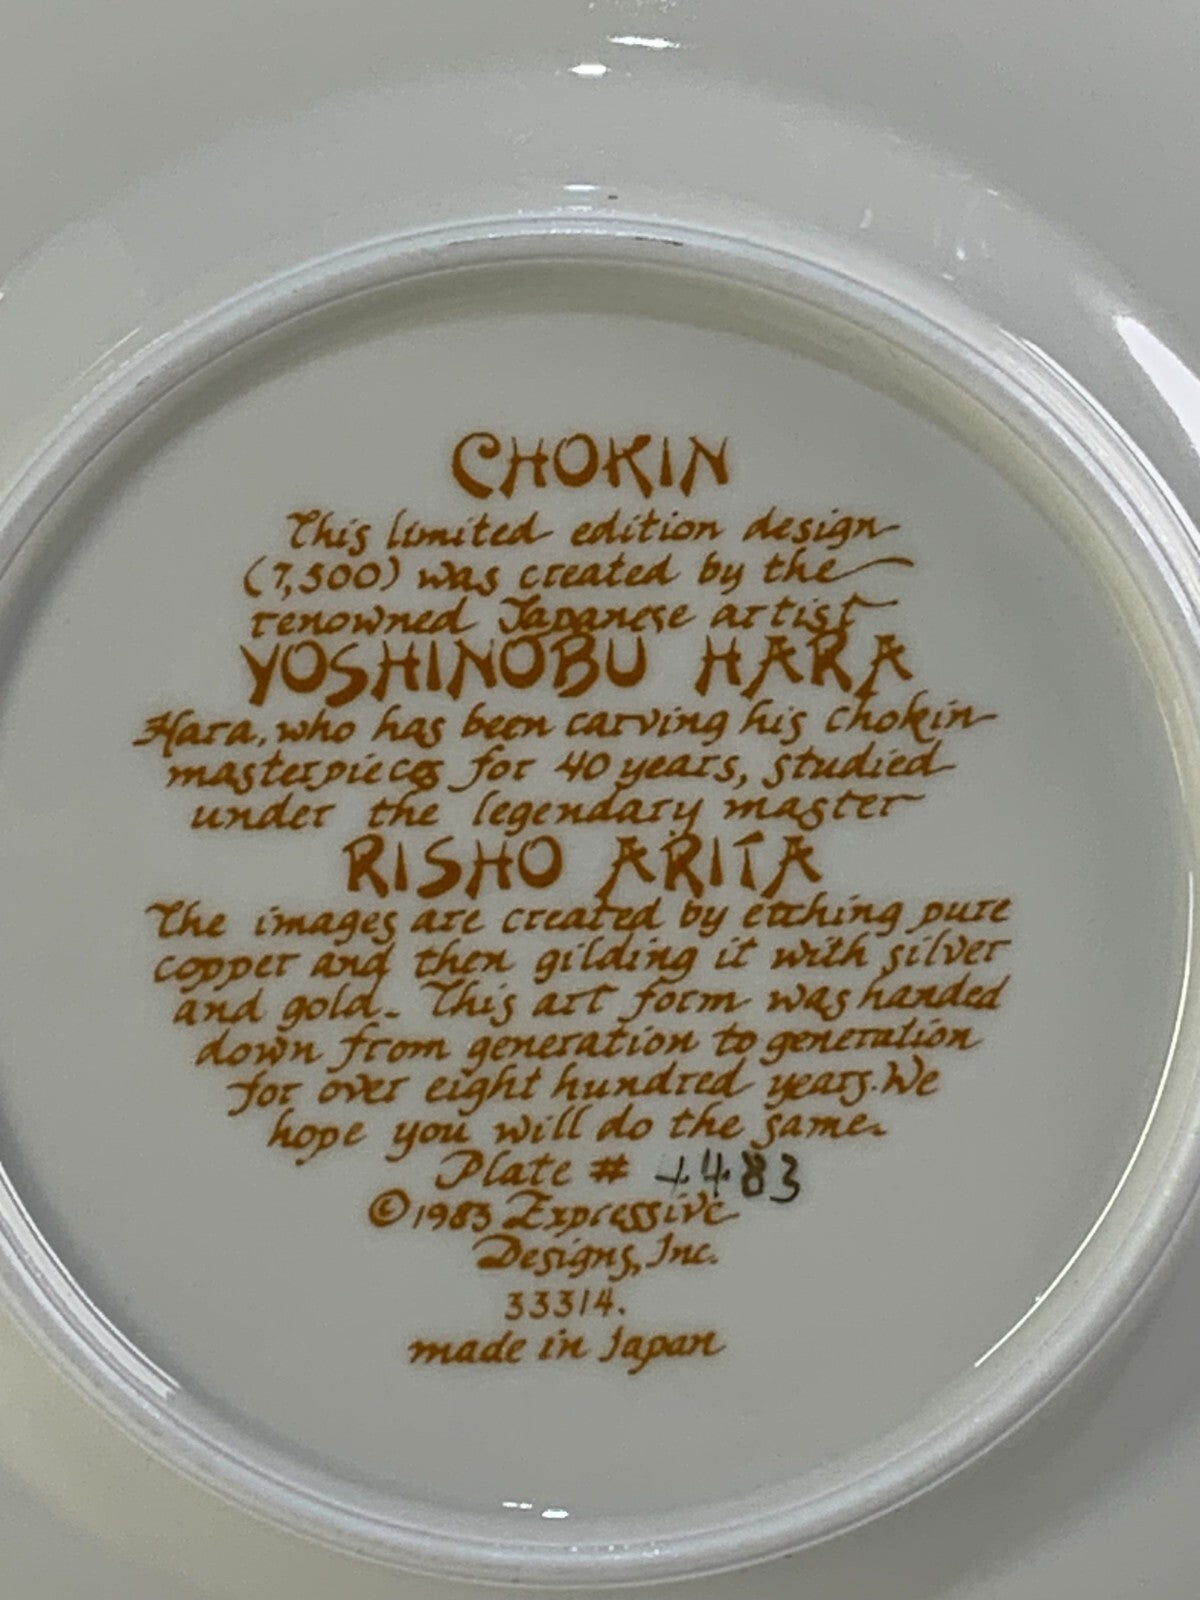 CHOKIN
This limited edition design
(7,500) was created by the
renowned Japanese artist
YOSHINOBU HARA
Hara, who has been carving his chokin
masterpieces for 40 years, studied
under the legendary master
RISHO ARITA
The images are created by etching pure
copper and then gilding it with silver
and gold. This art form was handed
down from generation to generation
for over eight hundred years. We
hope you will do the same.
Plate # 4483
©1983 Expressive
Designs, Inc.
33314.
made in Japan